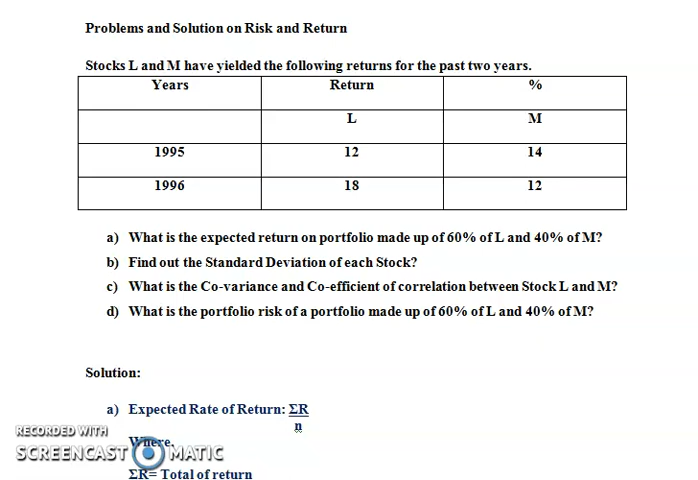 Problems and Solution on Risk and Return
Stocks L and M have yielded the following returns for the past two years.
Years Return %
L M
1995 12 14
1996 18 12
a) What is the expected return on portfolio made up of 60% of L and 40% of M?
b) Find out the Standard Deviation of each Stock?
c) What is the Co-variance and Co-efficient of correlation between Stock L and M?
d) What is the portfolio risk of a portfolio made up of 60% of L and 40% of M?
Solution:
a) Expected Rate of Return: ΣR
n
Where,
ΣR= Total of return
RECORDED WITH
SCREENCAST MATIC